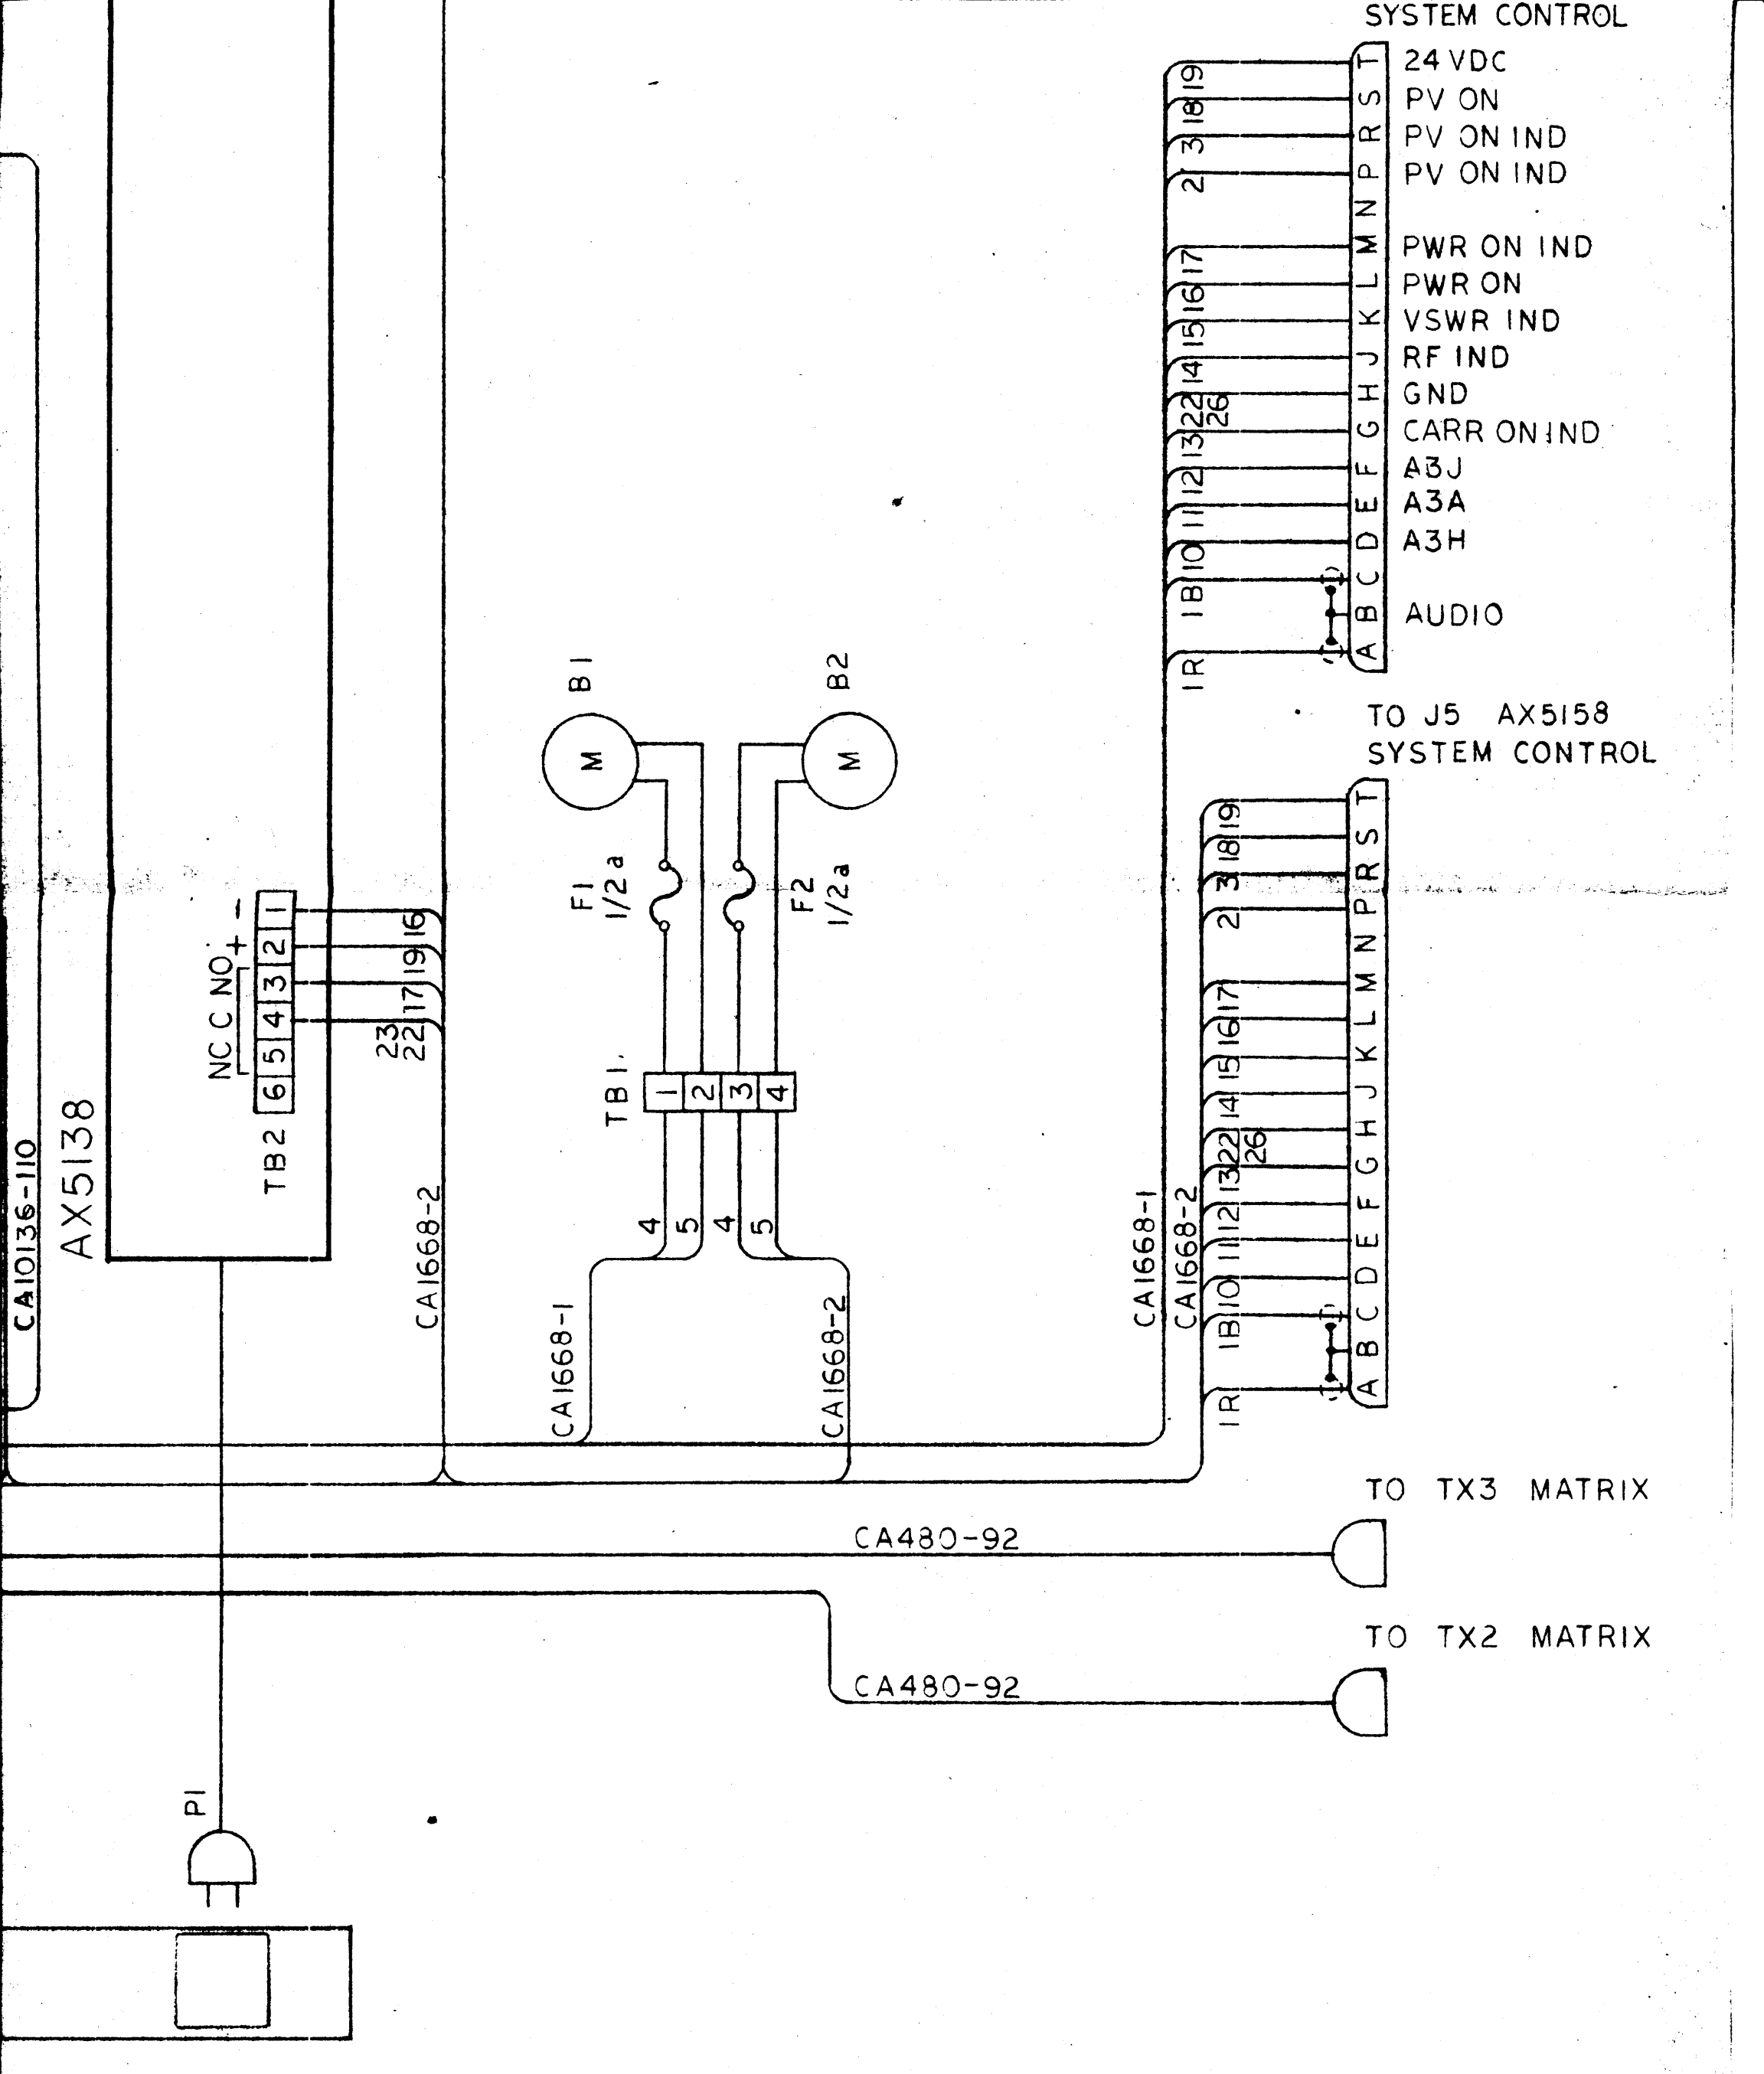 SYSTEM CONTROL
T 24 VDC
S PV ON
R PV ON IND
P PV ON IND
N
M PWR ON IND
L PWR ON
K VSWR IND
J RF IND
H GND
G CARR ON IND
F A3J
E A3A
D A3H
C
B AUDIO
A
19
18
3
2
17
16
15
14
22
26
13
12
11
10
1B
1R
TO J5 AX5158
SYSTEM CONTROL
T
S
R
P
N
M
L
K
J
H
G
F
E
D
C
B
A
19
18
3
2
17
16
15
14
22
26
13
12
11
10
1B
1R
CA1668-1
CA1668-2
TO TX3 MATRIX
CA480-92
TO TX2 MATRIX
CA480-92
B1
M
B2
M
F1
1/2a
F2
1/2a
TB1
1 2 3 4
4 5 4 5
CA1668-1
CA1668-2
CA1668-2
- +
NO C NC
1 2 3 4 5 6
TB2
16
19
17
22
23
AX5138
CA10136-110
P1